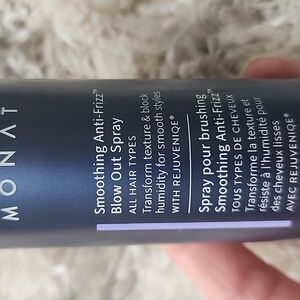 MONAT
Smoothing Anti-Frizz™
Blow Out Spray
ALL HAIR TYPES
Transform texture & block
humidity for smooth styles
WITH REJUVENIQE®
Spray pour brushing
Smoothing Anti-Frizz™
TOUS TYPES DE CHEVEUX
Transforme la texture et
résiste à l'humidité pour
des cheveux lisses
AVEC REJUVENIQE®